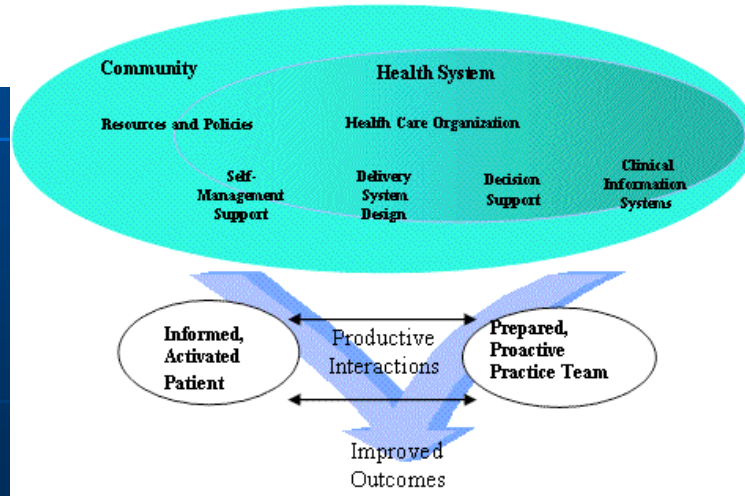 Community
Health System
Resources and Policies
Health Care Organization
Self-
Management
Support
Delivery
System
Design
Decision
Support
Clinical
Information
Systems
Informed,
Activated
Patient
Productive
Interactions
Prepared,
Proactive
Practice Team
Improved
Outcomes